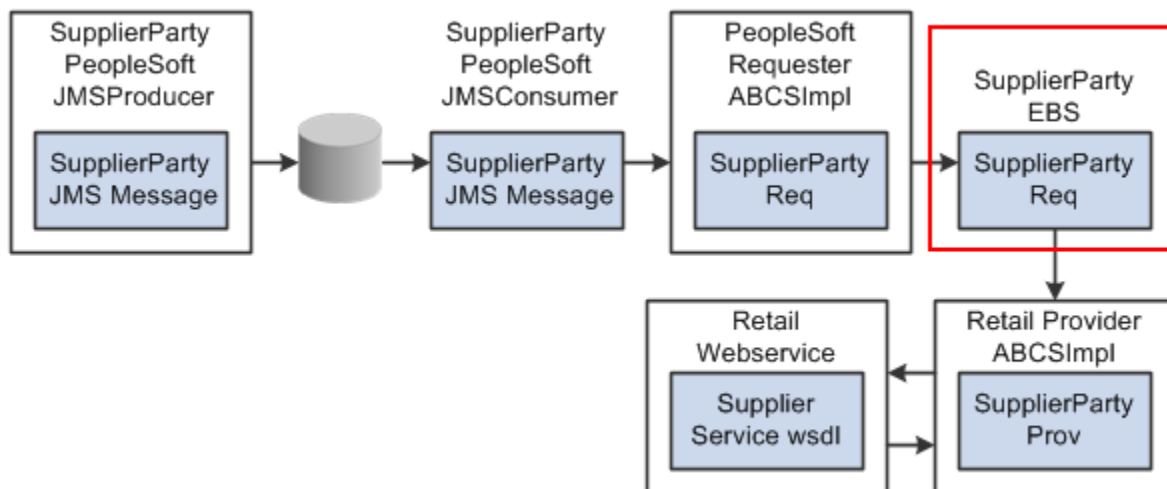 SupplierParty
PeopleSoft
JMSProducer
SupplierParty
JMS Message
SupplierParty
PeopleSoft
JMSConsumer
SupplierParty
JMS Message
PeopleSoft
Requester
ABCSImpl
SupplierParty
Req
SupplierParty
EBS
SupplierParty
Req
Retail
Webservice
Supplier
Service wsdl
Retail Provider
ABCSImpl
SupplierParty
Prov